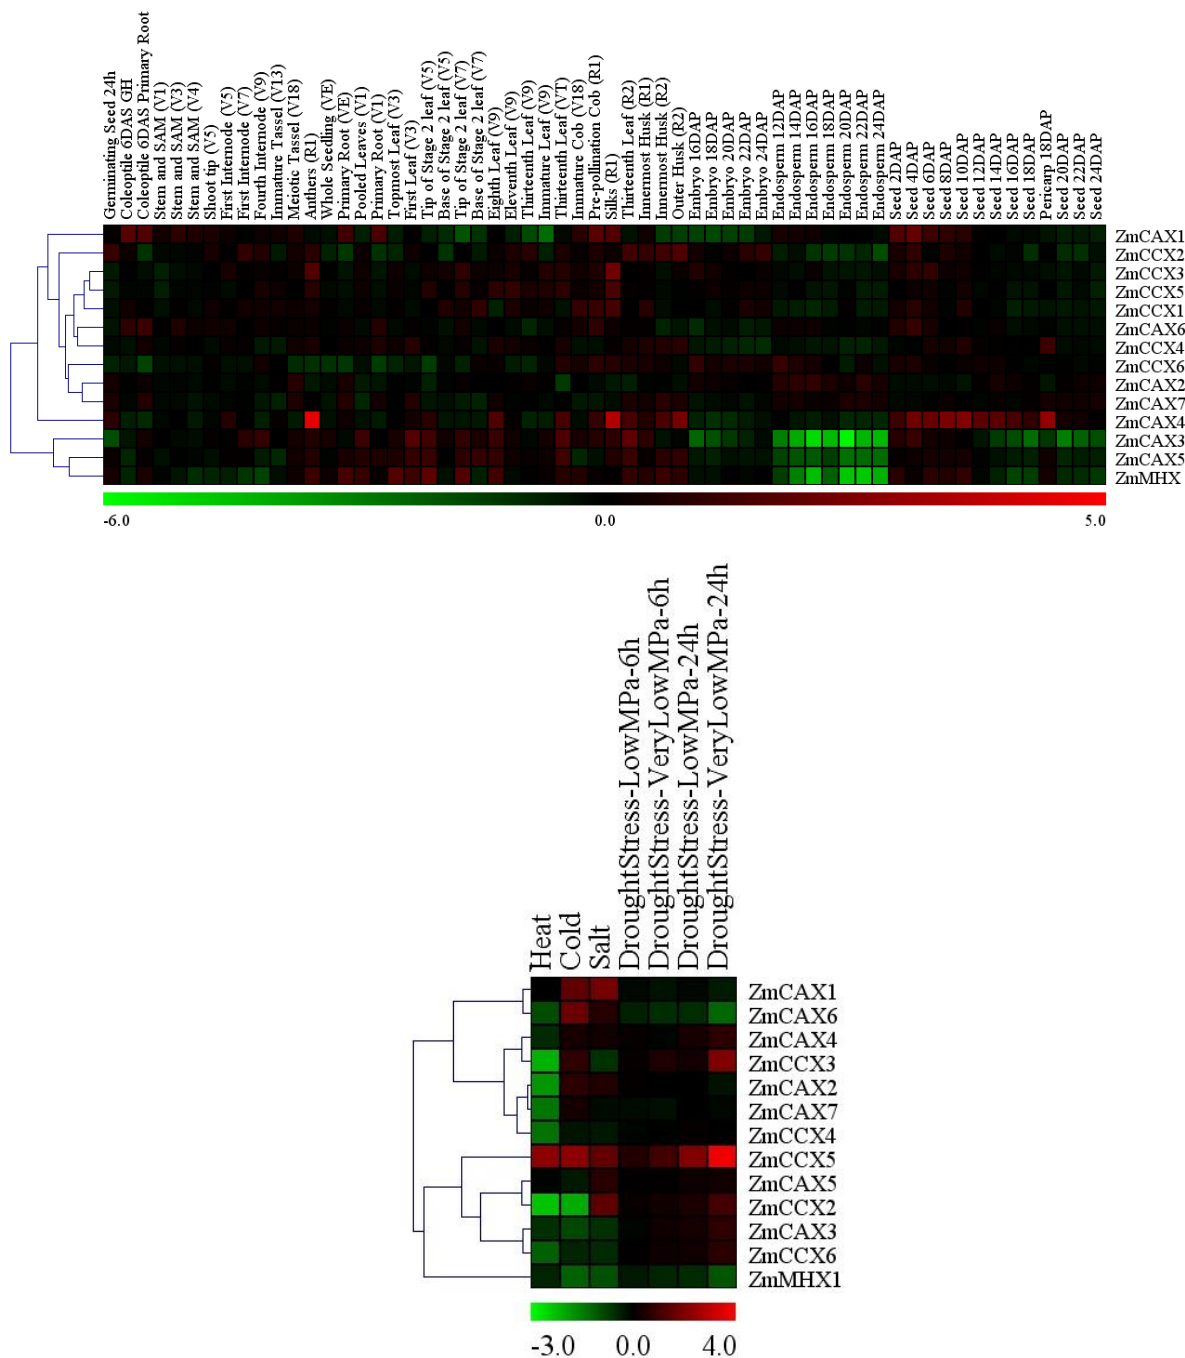 Germinating Seed 24h
Coleoptile 6DAS GH
Coleoptile 6DAS Primary Root
Stem and SAM (V1)
Stem and SAM (V3)
Stem and SAM (V4)
Shoot tip (V5)
First Internode (V5)
First Internode (V7)
Fourth Internode (V9)
Immature Tassel (V13)
Meiotic Tassel (V18)
Anthers (R1)
Whole Seedling (VE)
Primary Root (VE)
Pooled Leaves (V1)
Primary Root (V1)
Topmost Leaf (V3)
First Leaf (V3)
Tip of Stage 2 leaf (V5)
Base of Stage 2 leaf (V5)
Tip of Stage 2 leaf (V7)
Base of Stage 2 leaf (V7)
Eighth Leaf (V9)
Eleventh Leaf (V9)
Thirteenth Leaf (V9)
Immature Leaf (V9)
Thirteenth Leaf (VT)
Immature Cob (V18)
Pre-pollination Cob (R1)
Silks (R1)
Thirteenth Leaf (R2)
Innermost Husk (R1)
Innermost Husk (R2)
Outer Husk (R2)
Embryo 16DAP
Embryo 18DAP
Embryo 20DAP
Embryo 22DAP
Embryo 24DAP
Endosperm 12DAP
Endosperm 14DAP
Endosperm 16DAP
Endosperm 18DAP
Endosperm 20DAP
Endosperm 22DAP
Endosperm 24DAP
Seed 2DAP
Seed 4DAP
Seed 6DAP
Seed 8DAP
Seed 10DAP
Seed 12DAP
Seed 14DAP
Seed 16DAP
Seed 18DAP
Pericarp 18DAP
Seed 20DAP
Seed 22DAP
Seed 24DAP
ZmCAX1
ZmCCX2
ZmCCX3
ZmCCX5
ZmCCX1
ZmCAX6
ZmCCX4
ZmCCX6
ZmCAX2
ZmCAX7
ZmCAX4
ZmCAX3
ZmCAX5
ZmMHX
-6.0 0.0 5.0
Heat
Cold
Salt
DroughtStress-LowMPa-6h
DroughtStress-VeryLowMPa-6h
DroughtStress-LowMPa-24h
DroughtStress-VeryLowMPa-24h
ZmCAX1
ZmCAX6
ZmCAX4
ZmCCX3
ZmCAX2
ZmCAX7
ZmCCX4
ZmCCX5
ZmCAX5
ZmCCX2
ZmCAX3
ZmCCX6
ZmMHX1
-3.0 0.0 4.0